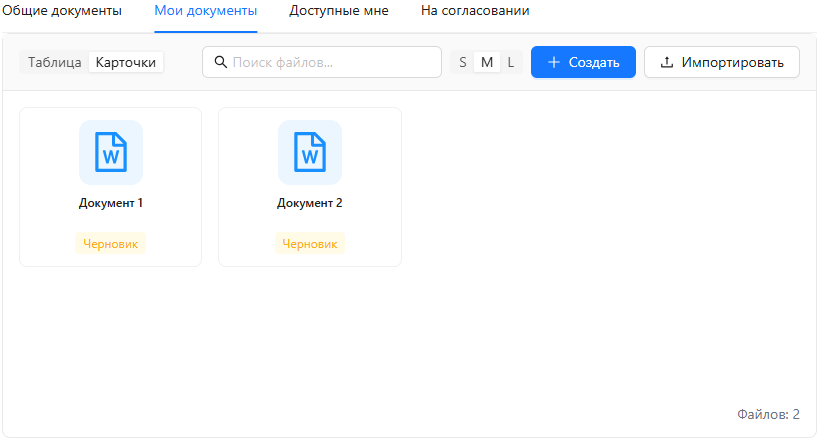 Общие документы Мои документы Доступные мне На согласовании
Таблица Карточки Поиск файлов... S M L Создать Импортировать
W W
Документ 1 Документ 2
Черновик Черновик
Файлов: 2